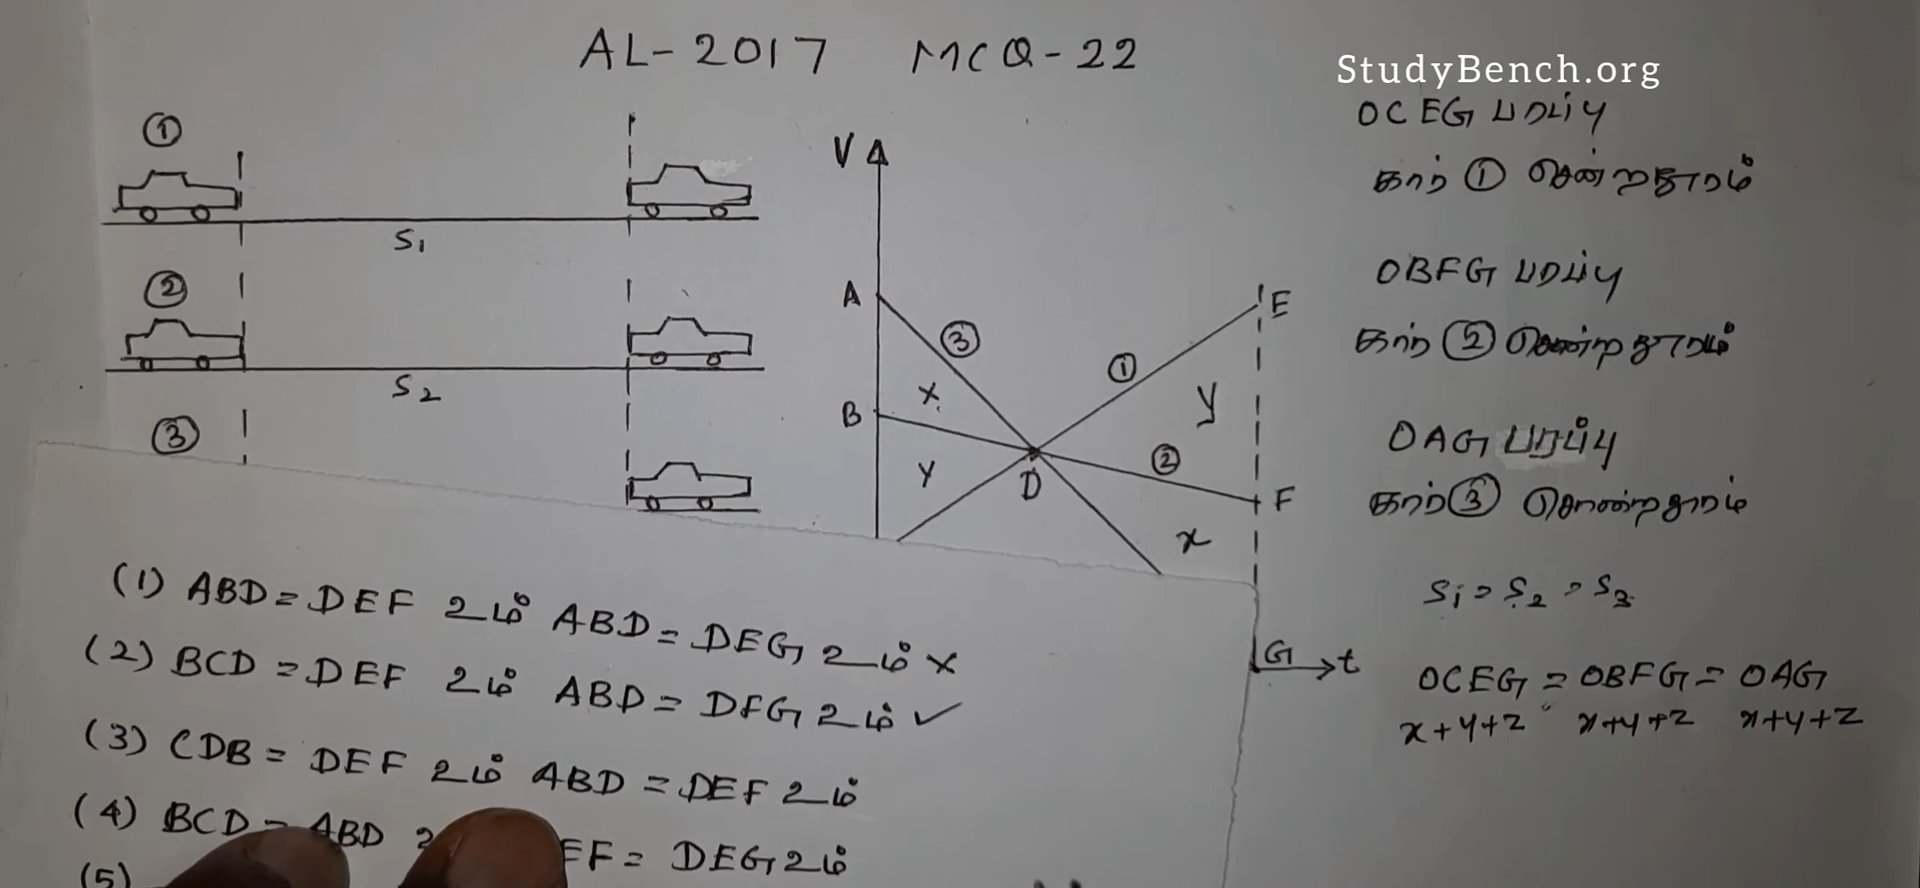 AL-2017 MCQ-22
StudyBench.org
①
S₁
②
S₂
③
V
A
③
①
E
X
B
y
②
Y
D
F
x
G
t
OCEG பரப்பு
கார் ① சென்றதூரம்
OBFG பரப்பு
கார் ② சென்றதூரம்
OAG பரப்பு
கார் ③ சென்றதூரம்
S₁ = S₂ = S₃
OCEG = OBFG = OAG
x+y+z x+y+z x+y+z
(1) ABD = DEF உம் ABD = DEG உம் ×
(2) BCD = DEF உம் ABD = DFG உம் ✓
(3) CDB = DEF உம் ABD = DEF உம்
(4) BCD = ABD EF = DEG உம்
(5)